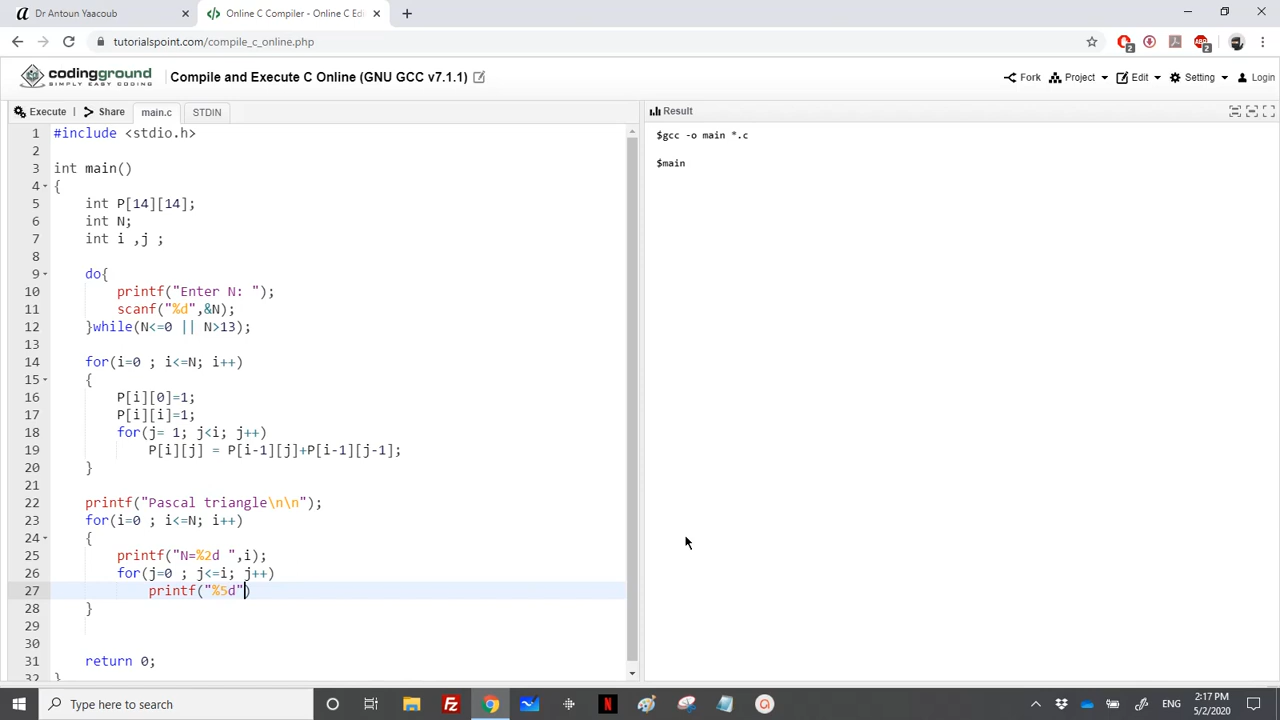 Dr Antoun Yaacoub
Online C Compiler - Online C Edi
tutorialspoint.com/compile_c_online.php
2
2
codingground
SIMPLY EASY CODING
Compile and Execute C Online (GNU GCC v7.1.1)
Fork
Project
Edit
Setting
Login
Execute
Share
main.c
STDIN
Result
1 #include <stdio.h>
2
3 int main()
4 {
5     int P[14][14];
6     int N;
7     int i ,j ;
8
9     do{
10         printf("Enter N: ");
11         scanf("%d",&N);
12     }while(N<=0 || N>13);
13
14     for(i=0 ; i<=N; i++)
15     {
16         P[i][0]=1;
17         P[i][i]=1;
18         for(j= 1; j<i; j++)
19             P[i][j] = P[i-1][j]+P[i-1][j-1];
20     }
21
22     printf("Pascal triangle\n\n");
23     for(i=0 ; i<=N; i++)
24     {
25         printf("N=%2d ",i);
26         for(j=0 ; j<=i; j++)
27             printf("%5d")
28     }
29
30
31     return 0;
}
$gcc -o main *.c
$main
Type here to search
ENG
2:17 PM
5/2/2020